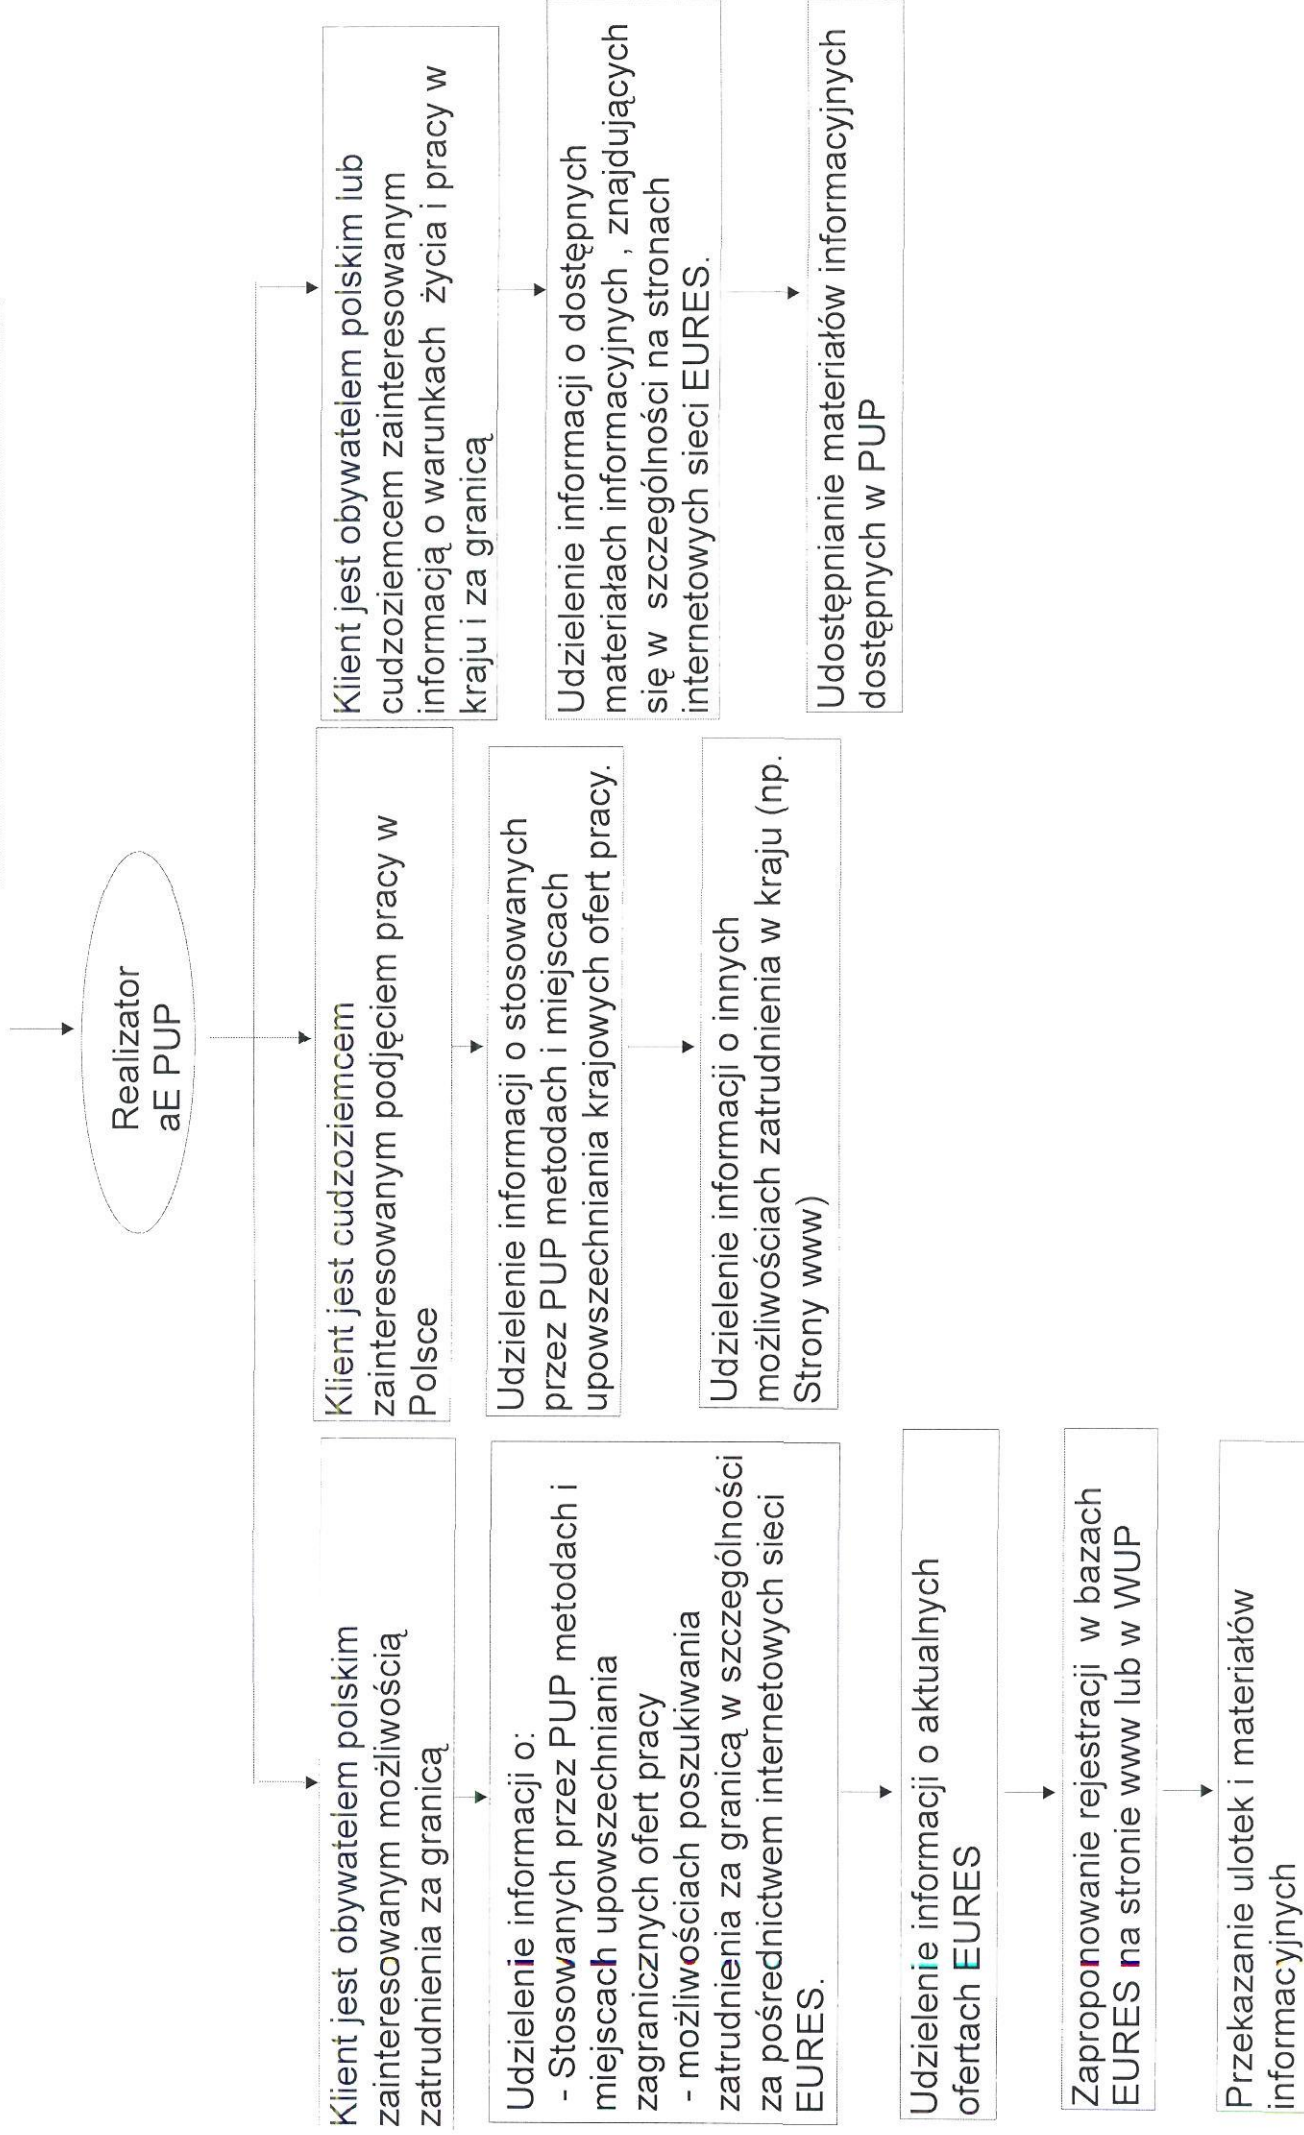 Realizator
aE PUP
Klient jest obywatelem polskim
zainteresowanym możliwością
zatrudnienia za granicą
Udzielenie informacji o:
- Stosowanych przez PUP metodach i
miejscach upowszechniania
zagranicznych ofert pracy
- możliwościach poszukiwania
zatrudnienia za granicą w szczególności
za pośrednictwem internetowych sieci
EURES.
Udzielenie informacji o aktualnych
ofertach EURES
Zaproponowanie rejestracji w bazach
EURES na stronie www lub w WUP
Przekazanie ulotek i materiałów
informacyjnych
Klient jest cudzoziemcem
zainteresowanym podjęciem pracy w
Polsce
Udzielenie informacji o stosowanych
przez PUP metodach i miejscach
upowszechniania krajowych ofert pracy.
Udzielenie informacji o innych
możliwościach zatrudnienia w kraju (np.
Strony www)
Klient jest obywatelem polskim lub
cudzoziemcem zainteresowanym
informacją o warunkach życia i pracy w
kraju i za granicą
Udzielenie informacji o dostępnych
materiałach informacyjnych , znajdujących
się w szczególności na stronach
internetowych sieci EURES.
Udostępnianie materiałów informacyjnych
dostępnych w PUP